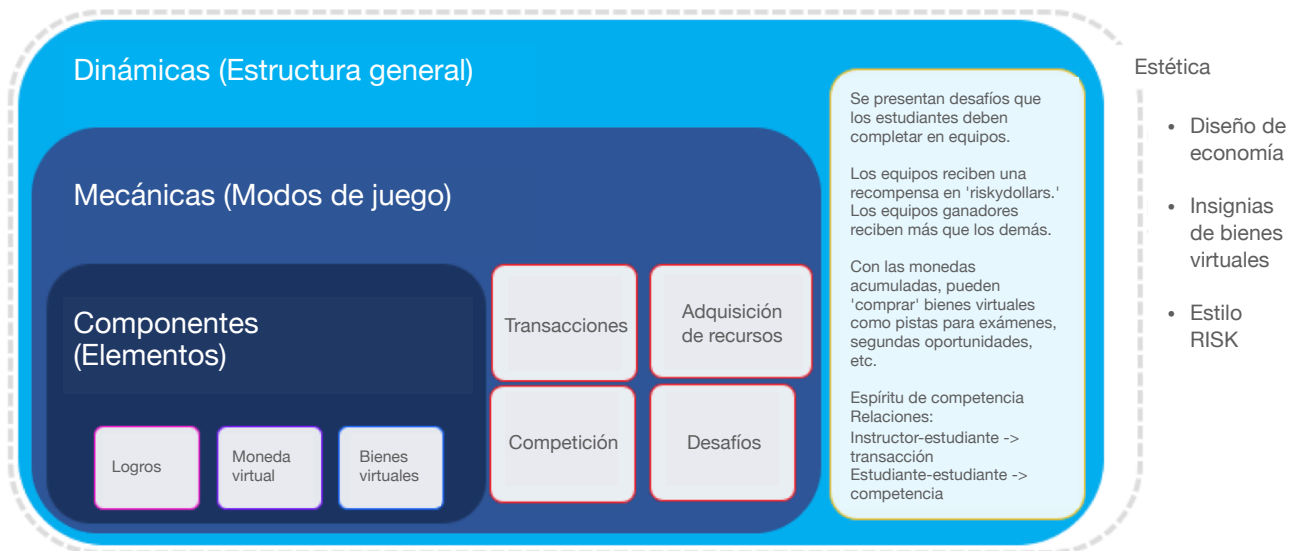 Dinámicas (Estructura general)
Mecánicas (Modos de juego)
Componentes
(Elementos)
Logros
Moneda
virtual
Bienes
virtuales
Transacciones
Adquisición
de recursos
Competición
Desafíos
Se presentan desafíos que
los estudiantes deben
completar en equipos.
Los equipos reciben una
recompensa en 'riskydollars.'
Los equipos ganadores
reciben más que los demás.
Con las monedas
acumuladas, pueden
'comprar' bienes virtuales
como pistas para exámenes,
segundas oportunidades,
etc.
Espíritu de competencia
Relaciones:
Instructor-estudiante ->
transacción
Estudiante-estudiante ->
competencia
Estética
• Diseño de
economía
• Insignias
de bienes
virtuales
• Estilo
RISK